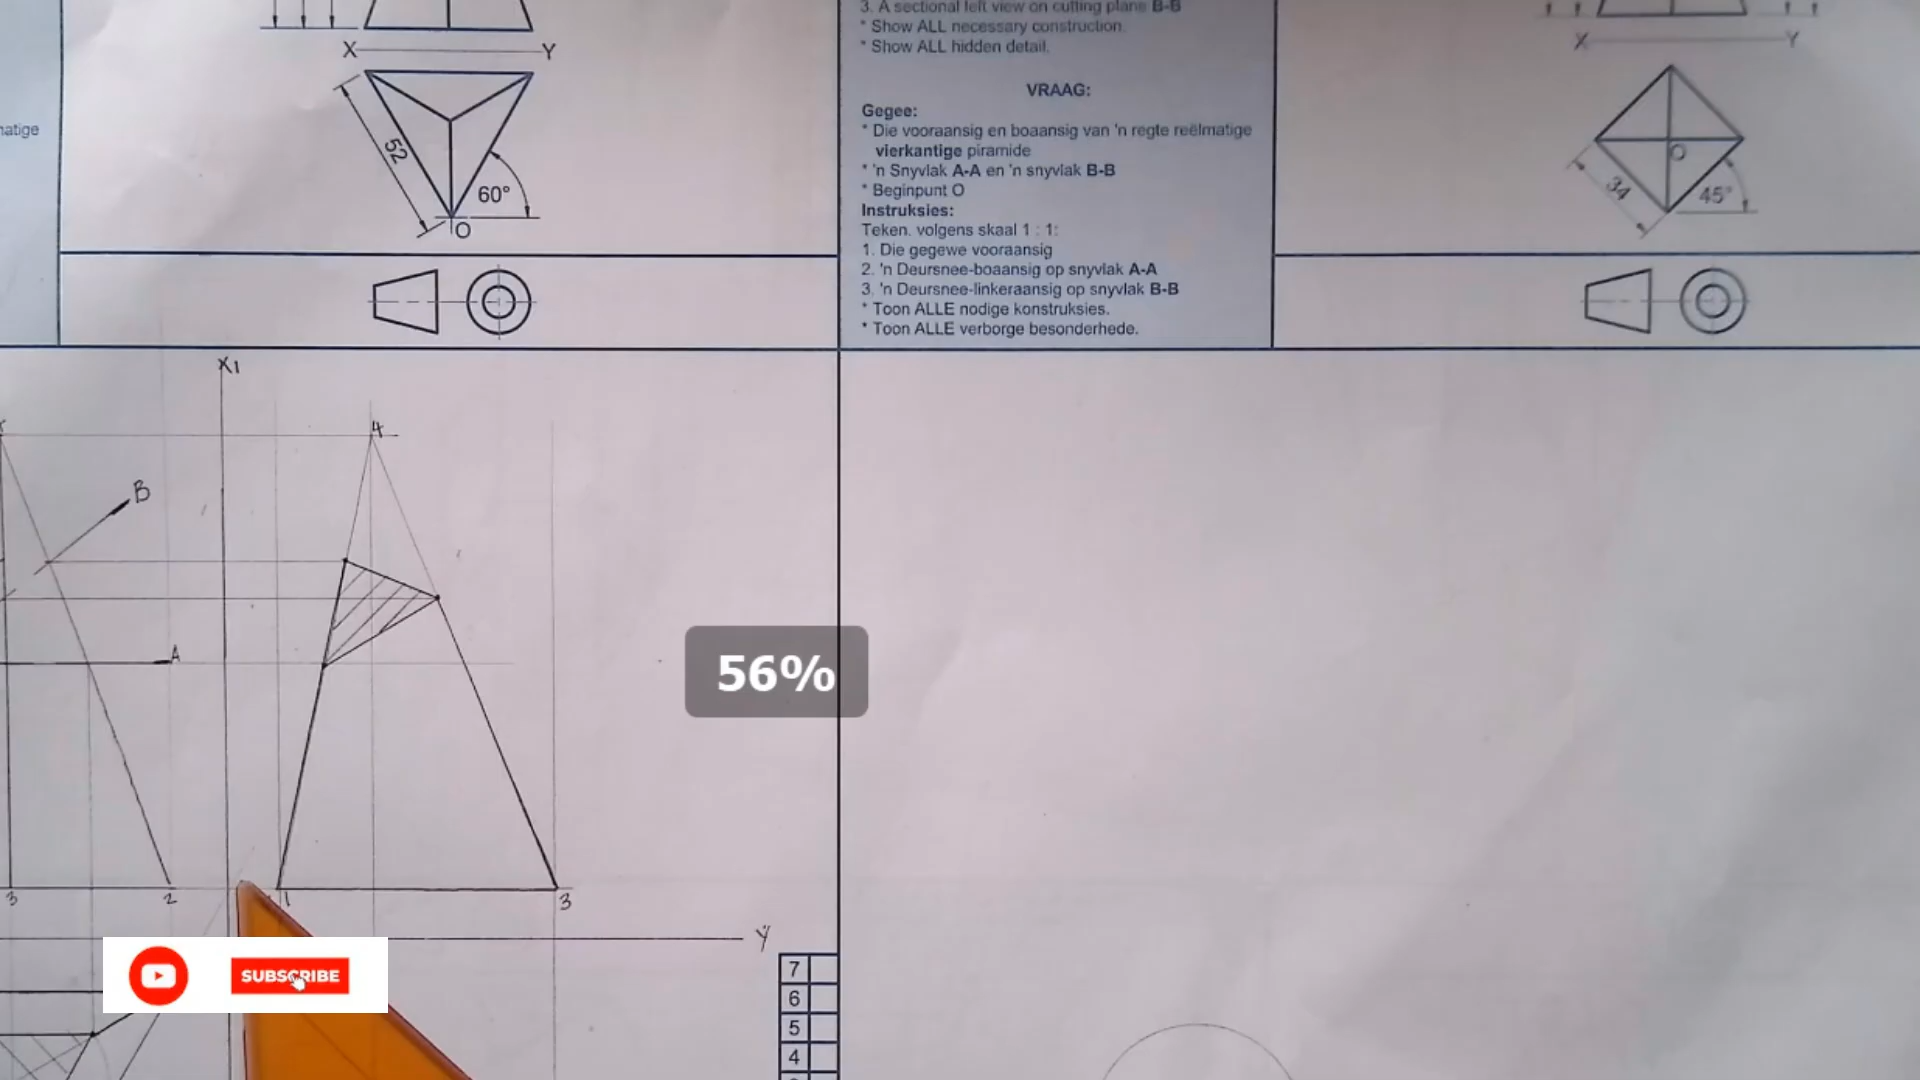 X
Y
52
60°
O
matige
3. A sectional left view on cutting plane B-B
* Show ALL necessary construction.
* Show ALL hidden detail.
VRAAG:
Gegee:
* Die vooraansig en boaansig van 'n regte reëlmatige
vierkantige piramide
* 'n Snyvlak A-A en 'n snyvlak B-B
* Beginpunt O
Instruksies:
Teken. volgens skaal 1 : 1:
1. Die gegewe vooraansig
2. 'n Deursnee-boaansig op snyvlak A-A
3. 'n Deursnee-linkeraansig op snyvlak B-B
* Toon ALLE nodige konstruksies.
* Toon ALLE verborge besonderhede.
X
Y
O
34
45°
X1
4
B
A
56%
3
2
1
3
Y
SUBSCRIBE
7
6
5
4